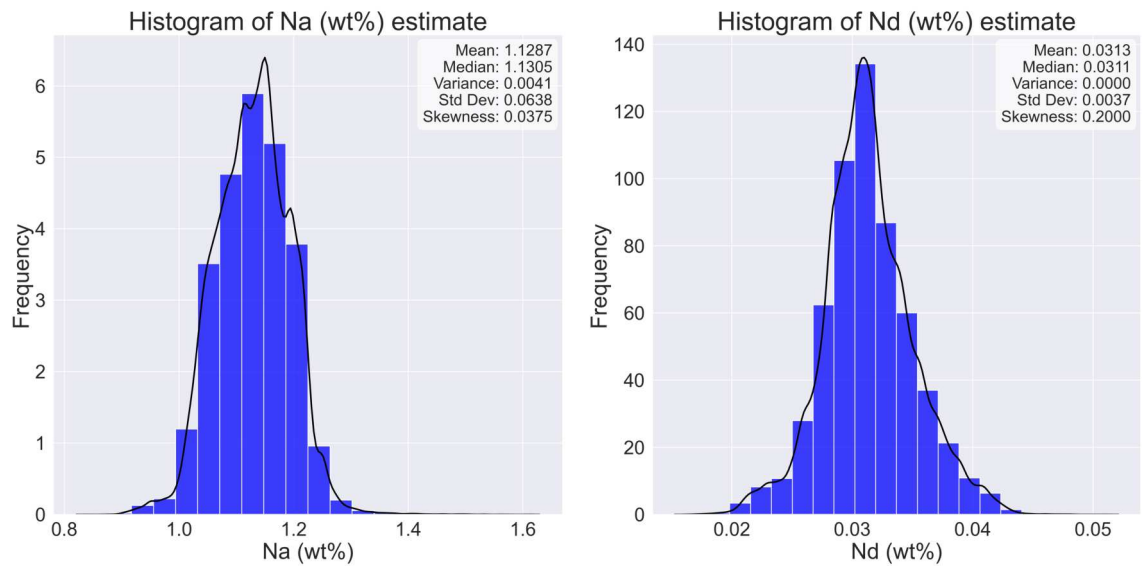 Histogram of Na (wt%) estimate
Mean: 1.1287
Median: 1.1305
Variance: 0.0041
Std Dev: 0.0638
Skewness: 0.0375
6
5
4
3
2
1
0
Frequency
0.8 1.0 1.2 1.4 1.6
Na (wt%)
Histogram of Nd (wt%) estimate
Mean: 0.0313
Median: 0.0311
Variance: 0.0000
Std Dev: 0.0037
Skewness: 0.2000
140
120
100
80
60
40
20
0
Frequency
0.02 0.03 0.04 0.05
Nd (wt%)